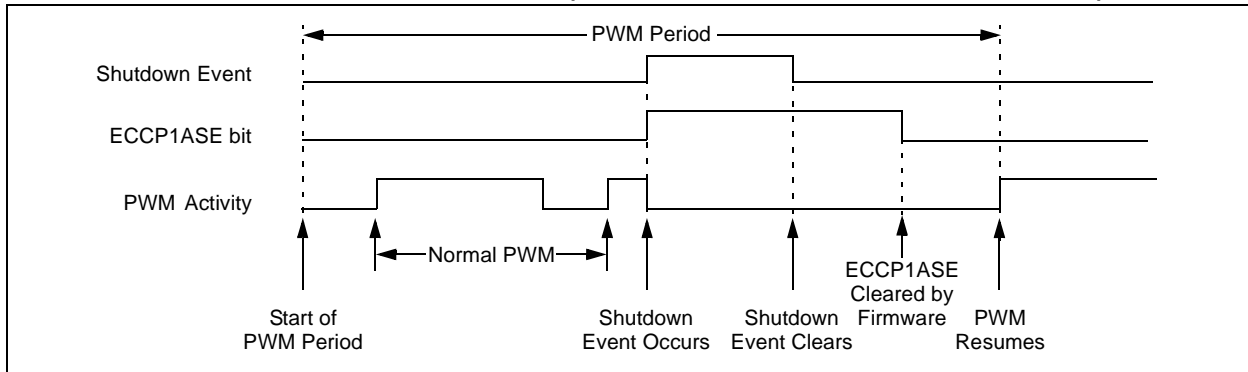 PWM Period
Shutdown Event
ECCP1ASE bit
PWM Activity
Normal PWM
Start of
PWM Period
Shutdown
Event Occurs
Shutdown
Event Clears
ECCP1ASE
Cleared by
Firmware
PWM
Resumes